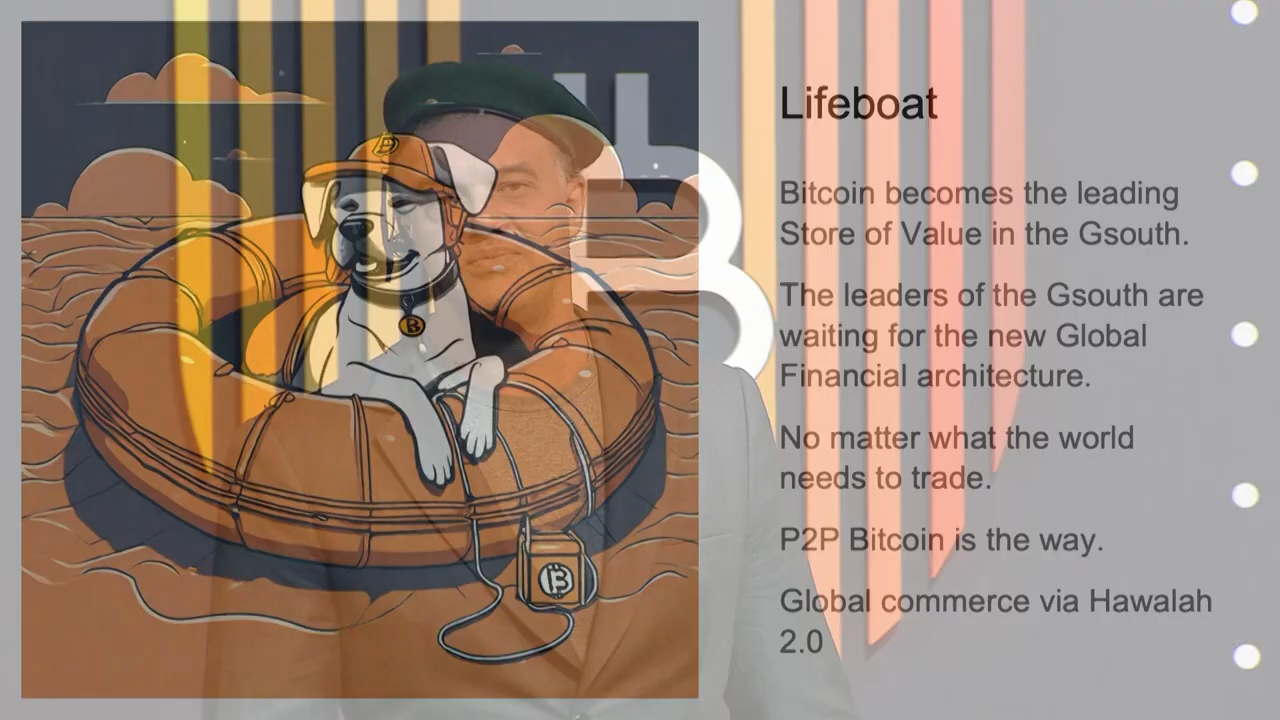 Lifeboat
Bitcoin becomes the leading
Store of Value in the Gsouth.
The leaders of the Gsouth are
waiting for the new Global
Financial architecture.
No matter what the world
needs to trade.
P2P Bitcoin is the way.
Global commerce via Hawalah
2.0